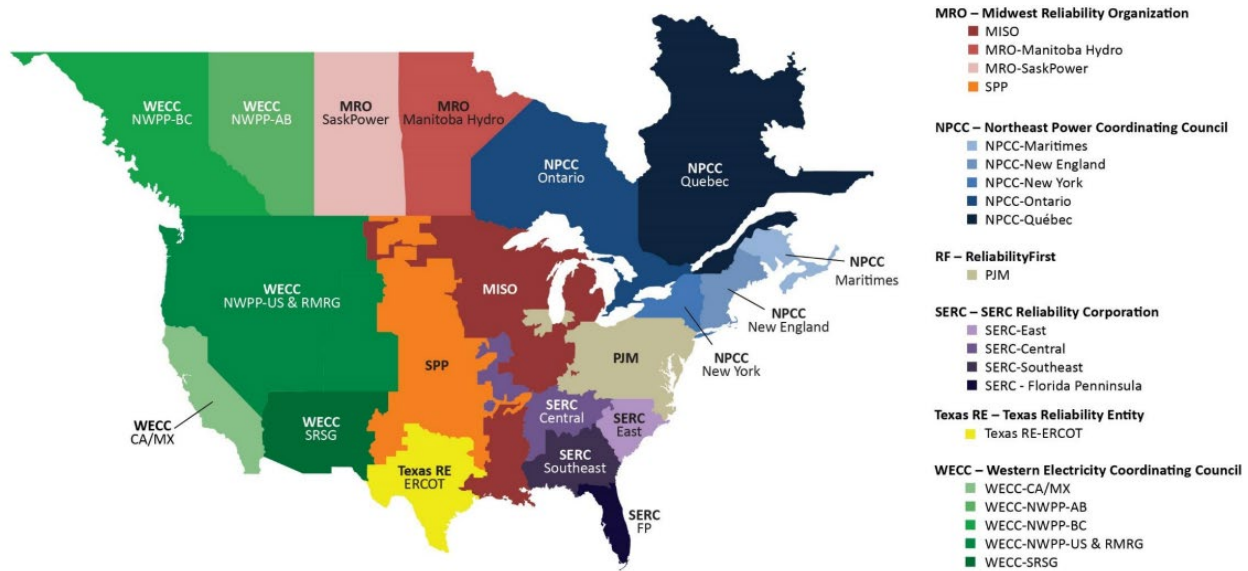 WECC
NWPP-BC
WECC
NWPP-AB
MRO
SaskPower
MRO
Manitoba Hydro
NPCC
Ontario
NPCC
Quebec
NPCC
Maritimes
NPCC
New England
NPCC
New York
WECC
NWPP-US & RMRG
MISO
SPP
PJM
WECC
CA/MX
WECC
SRSG
SERC
Central
SERC
East
SERC
Southeast
Texas RE
ERCOT
SERC
FP
MRO – Midwest Reliability Organization
MISO
MRO-Manitoba Hydro
MRO-SaskPower
SPP
NPCC – Northeast Power Coordinating Council
NPCC-Maritimes
NPCC-New England
NPCC-New York
NPCC-Ontario
NPCC-Québec
RF – ReliabilityFirst
PJM
SERC – SERC Reliability Corporation
SERC-East
SERC-Central
SERC-Southeast
SERC - Florida Penninsula
Texas RE – Texas Reliability Entity
Texas RE-ERCOT
WECC – Western Electricity Coordinating Council
WECC-CA/MX
WECC-NWPP-AB
WECC-NWPP-BC
WECC-NWPP-US & RMRG
WECC-SRSG